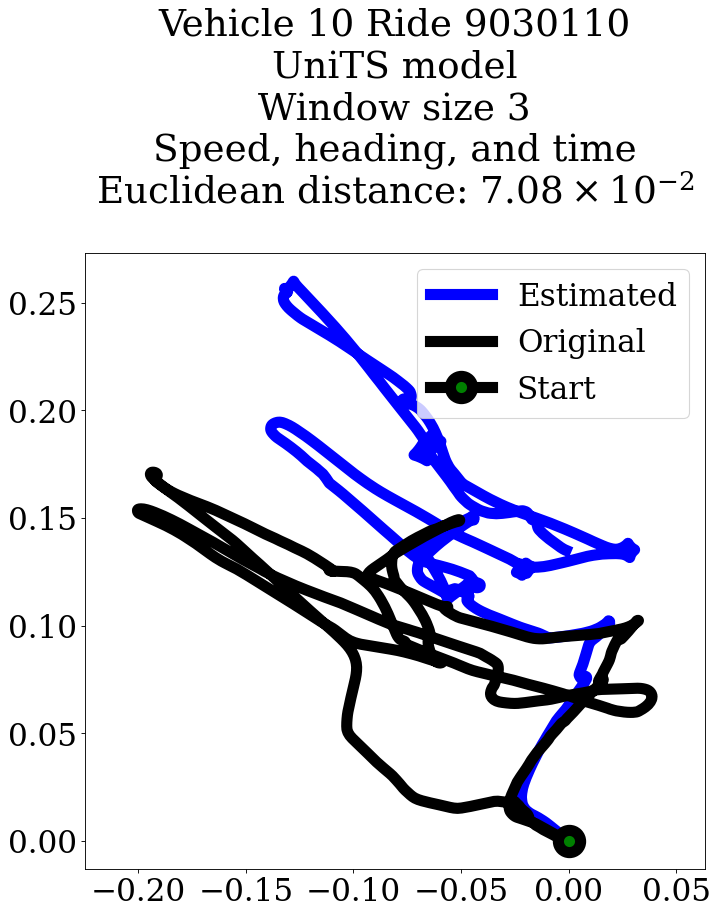 Vehicle 10 Ride 9030110
UniTS model
Window size 3
Speed, heading, and time
Euclidean distance: 7.08 × 10⁻²
Estimated
Original
Start
0.25
0.20
0.15
0.10
0.05
0.00
−0.20 −0.15 −0.10 −0.05 0.00 0.05